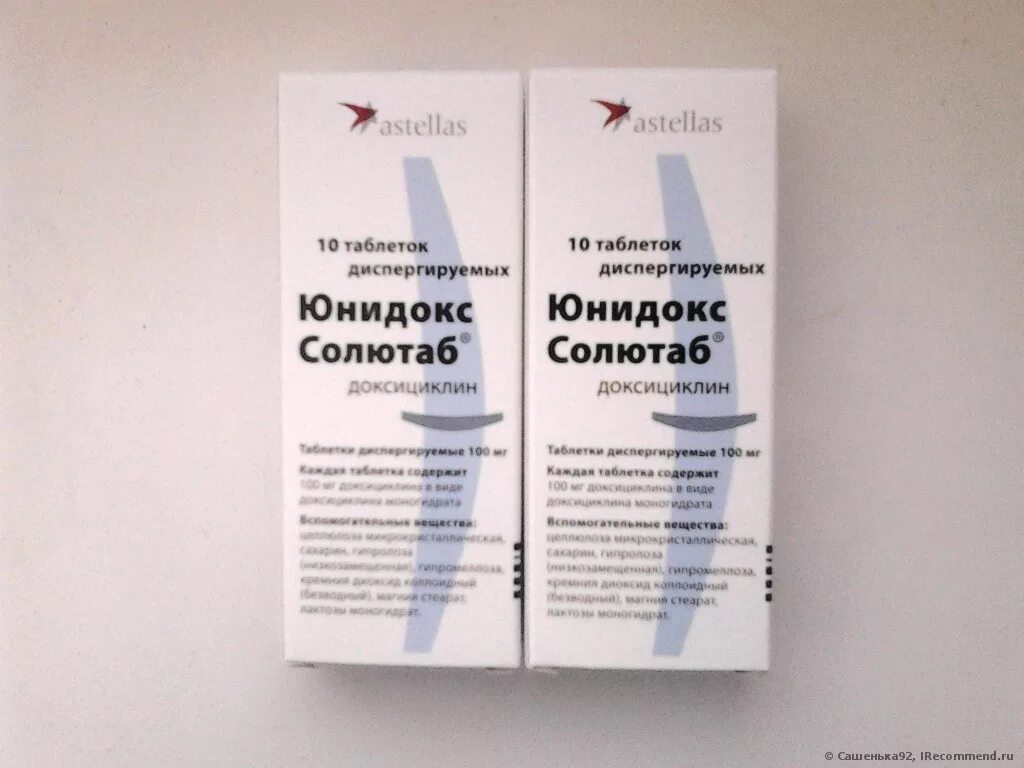 astellas
10 таблеток
диспергируемых
Юнидокс
Солютаб®
доксициклин
Таблетки диспергируемые 100 мг
Каждая таблетка содержит
100 мг доксициклина в виде
доксициклина моногидрата
Вспомогательные вещества:
целлюлоза микрокристаллическая,
сахарин, гипролоза
(низкозамещенная), гипромеллоза,
кремния диоксид коллоидный
(безводный), магния стеарат,
лактозы моногидрат.
astellas
10 таблеток
диспергируемых
Юнидокс
Солютаб®
доксициклин
Таблетки диспергируемые 100 мг
Каждая таблетка содержит
100 мг доксициклина в виде
доксициклина моногидрата
Вспомогательные вещества:
целлюлоза микрокристаллическая,
сахарин, гипролоза
(низкозамещенная), гипромеллоза,
кремния диоксид коллоидный
(безводный), магния стеарат,
лактозы моногидрат.
© Сашенька92, IRecommend.ru